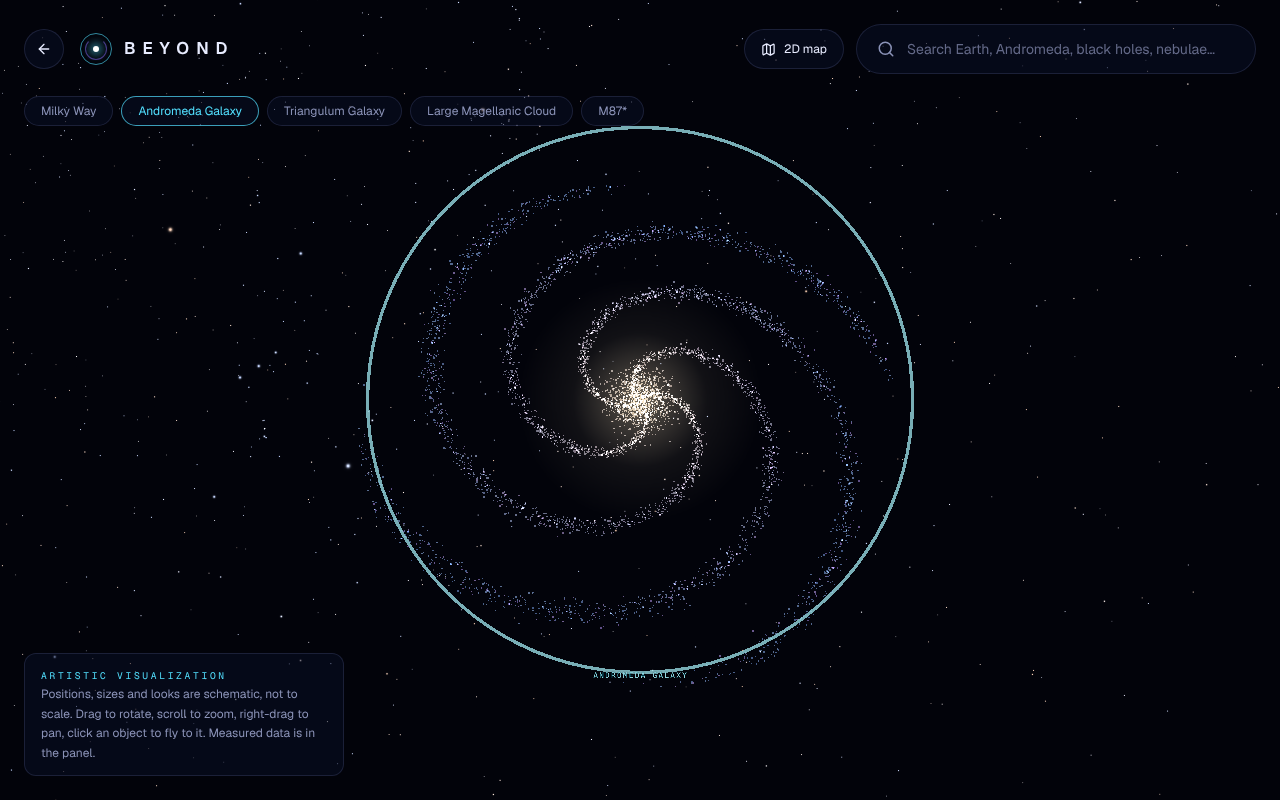 BEYOND
2D map
Search Earth, Andromeda, black holes, nebulae...
Milky Way
Andromeda Galaxy
Triangulum Galaxy
Large Magellanic Cloud
M87*
ANDROMEDA GALAXY
ARTISTIC VISUALIZATION
Positions, sizes and looks are schematic, not to
scale. Drag to rotate, scroll to zoom, right-drag to
pan, click an object to fly to it. Measured data is in
the panel.